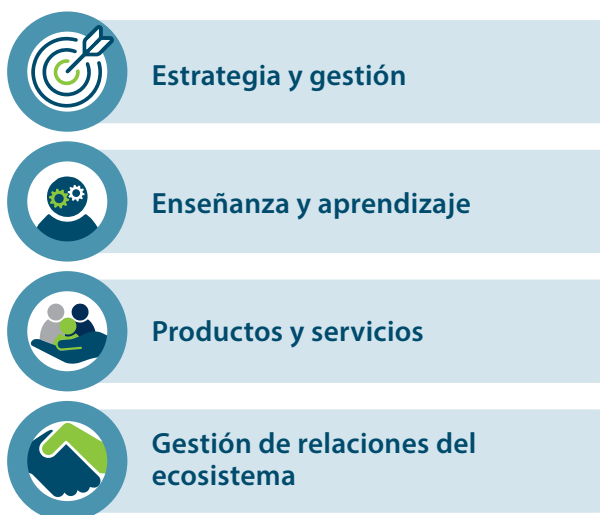 Estrategia y gestión
Enseñanza y aprendizaje
Productos y servicios
Gestión de relaciones del
ecosistema